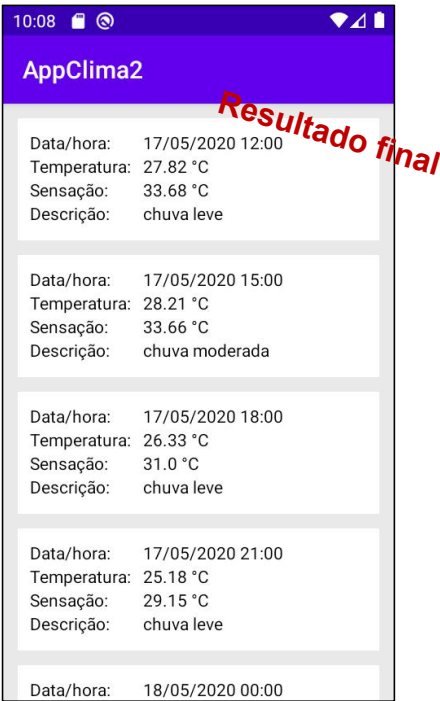 10:08
AppClima2
Resultado final
Data/hora: 17/05/2020 12:00
Temperatura: 27.82 °C
Sensação: 33.68 °C
Descrição: chuva leve
Data/hora: 17/05/2020 15:00
Temperatura: 28.21 °C
Sensação: 33.66 °C
Descrição: chuva moderada
Data/hora: 17/05/2020 18:00
Temperatura: 26.33 °C
Sensação: 31.0 °C
Descrição: chuva leve
Data/hora: 17/05/2020 21:00
Temperatura: 25.18 °C
Sensação: 29.15 °C
Descrição: chuva leve
Data/hora: 18/05/2020 00:00